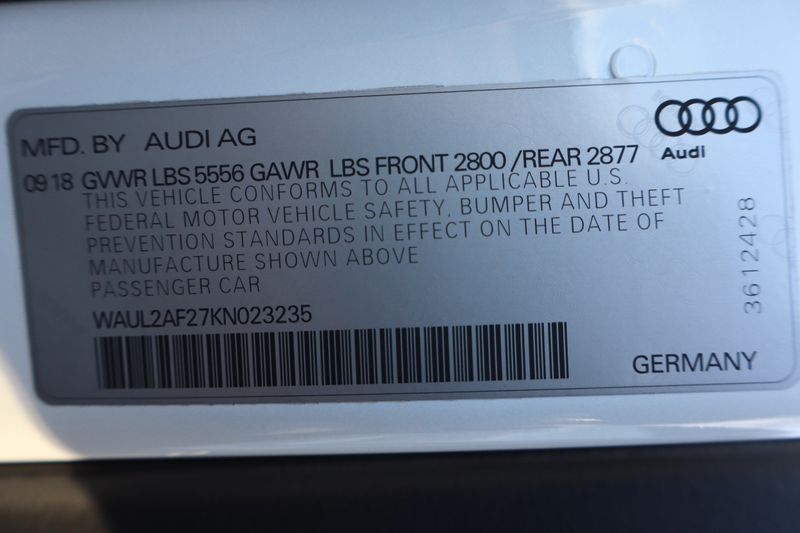 MFD. BY AUDI AG
Audi
09 18 GVWR LBS 5556 GAWR LBS FRONT 2800 /REAR 2877
THIS VEHICLE CONFORMS TO ALL APPLICABLE U.S.
FEDERAL MOTOR VEHICLE SAFETY, BUMPER AND THEFT
PREVENTION STANDARDS IN EFFECT ON THE DATE OF
MANUFACTURE SHOWN ABOVE
PASSENGER CAR
WAUL2AF27KN023235
3612428
GERMANY